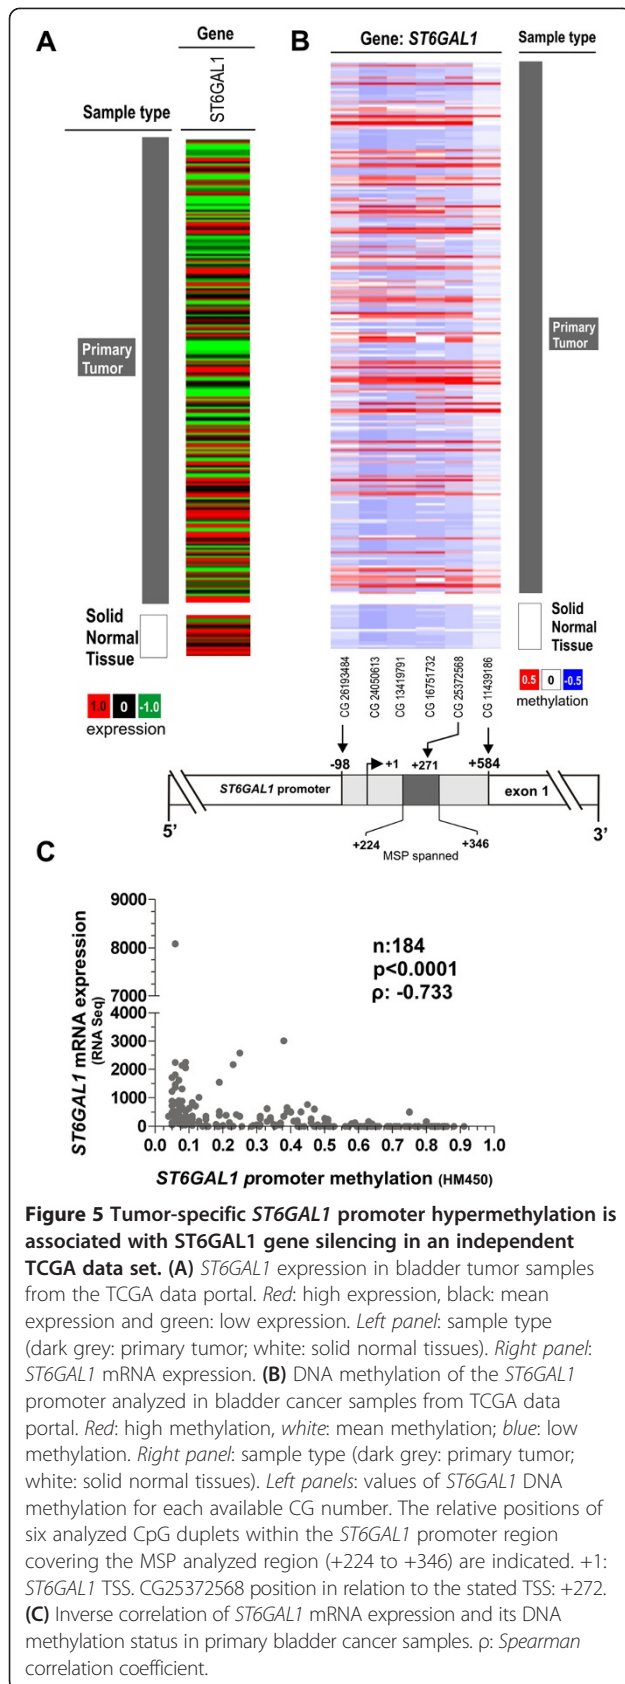 A
Gene
ST6GAL1
Sample type
Primary
Tumor
Solid
Normal
Tissue
1.0 0 -1.0
expression
B
Gene: ST6GAL1
Sample type
Primary
Tumor
Solid
Normal
Tissue
CG 26193484
CG 24050613
CG 13419791
CG 16751732
CG 25372568
CG 11439186
0.5 0 -0.5
methylation
-98 +1 +271 +584
ST6GAL1 promoter exon 1
5’ 3’
+224 +346
MSP spanned
C
ST6GAL1 mRNA expression
(RNA Seq)
9000
8000
7000
4000
3000
2000
1000
0
n:184
p<0.0001
ρ: -0.733
0.0 0.1 0.2 0.3 0.4 0.5 0.6 0.7 0.8 0.9 1.0
ST6GAL1 promoter methylation (HM450)
Figure 5 Tumor-specific ST6GAL1 promoter hypermethylation is
associated with ST6GAL1 gene silencing in an independent
TCGA data set. (A) ST6GAL1 expression in bladder tumor samples
from the TCGA data portal. Red: high expression, black: mean
expression and green: low expression. Left panel: sample type
(dark grey: primary tumor; white: solid normal tissues). Right panel:
ST6GAL1 mRNA expression. (B) DNA methylation of the ST6GAL1
promoter analyzed in bladder cancer samples from TCGA data
portal. Red: high methylation, white: mean methylation; blue: low
methylation. Right panel: sample type (dark grey: primary tumor;
white: solid normal tissues). Left panels: values of ST6GAL1 DNA
methylation for each available CG number. The relative positions of
six analyzed CpG duplets within the ST6GAL1 promoter region
covering the MSP analyzed region (+224 to +346) are indicated. +1:
ST6GAL1 TSS. CG25372568 position in relation to the stated TSS: +272.
(C) Inverse correlation of ST6GAL1 mRNA expression and its DNA
methylation status in primary bladder cancer samples. ρ: Spearman
correlation coefficient.